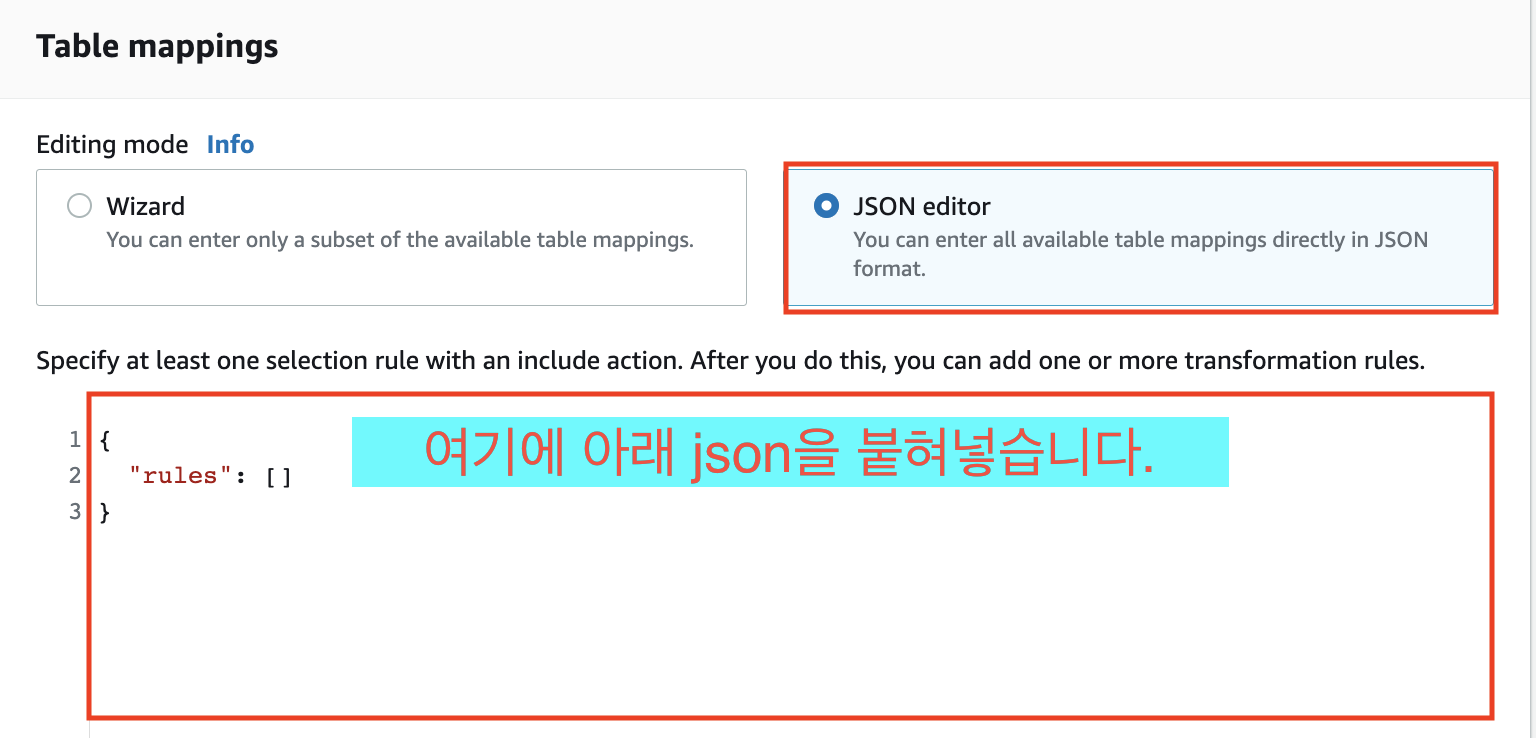 Table mappings
Editing mode Info
Wizard
You can enter only a subset of the available table mappings.
JSON editor
You can enter all available table mappings directly in JSON
format.
Specify at least one selection rule with an include action. After you do this, you can add one or more transformation rules.
1 {
2 "rules": []
3 }
여기에 아래 json을 붙혀넣습니다.